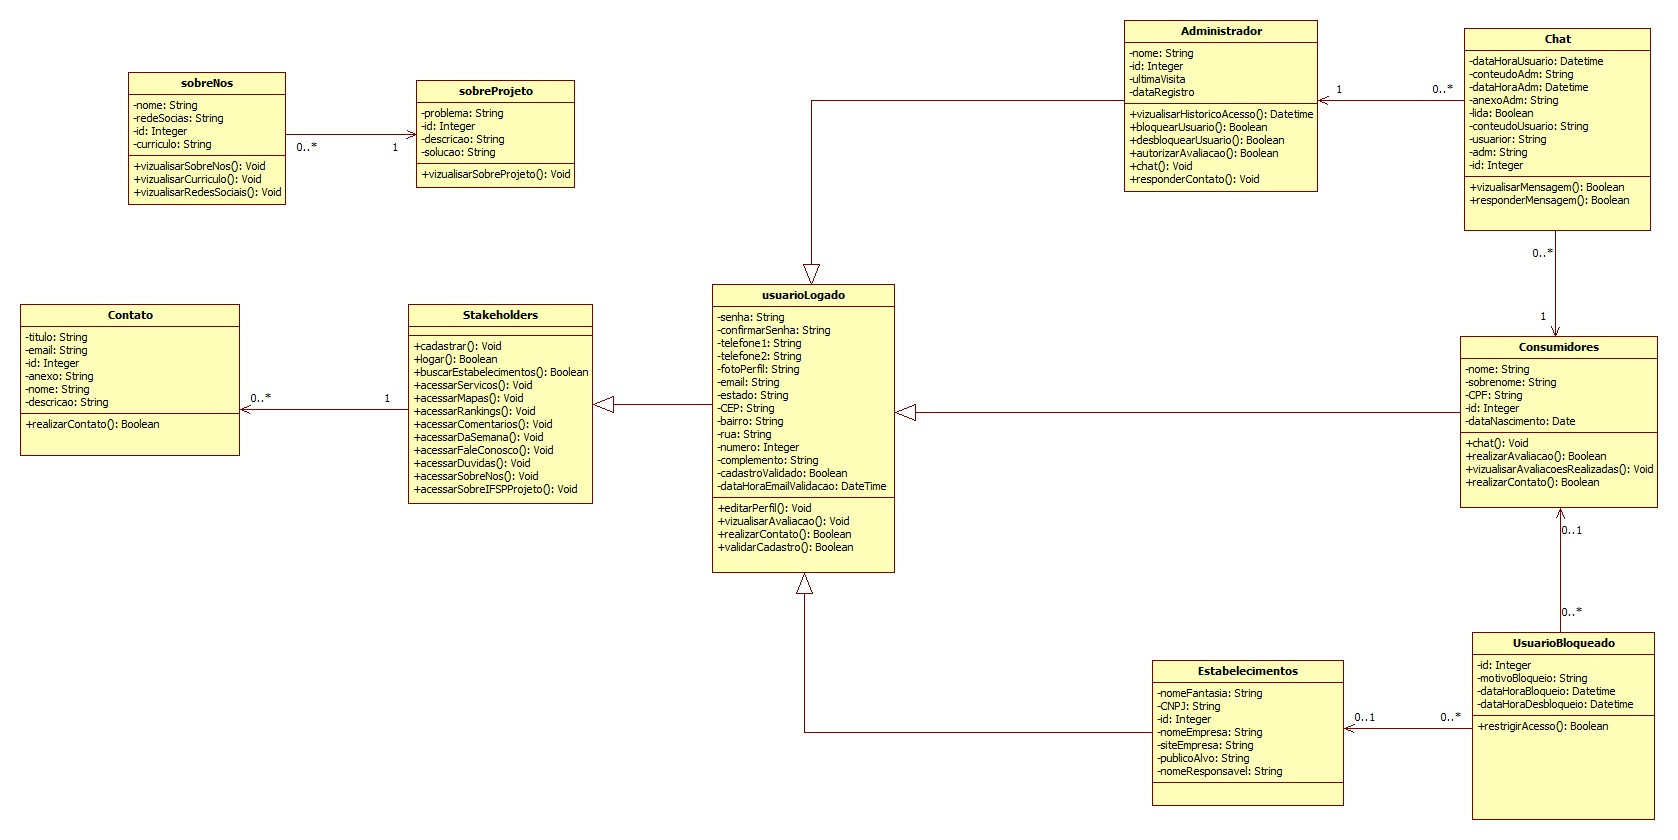 sobreNos
-nome: String
-redeSocias: String
-id: Integer
-curriculo: String
+vizualisarSobreNos(): Void
+vizualisarCurriculo(): Void
+vizualisarRedesSociais(): Void
0..*
1
sobreProjeto
-problema: String
-id: Integer
-descricao: String
-solucao: String
+vizualisarSobreProjeto(): Void
Administrador
-nome: String
-id: Integer
-ultimaVisita
-dataRegistro
+vizualisarHistoricoAcesso(): Datetime
+bloquearUsuario(): Boolean
+desbloquearUsuario(): Boolean
+autorizarAvaliacao(): Boolean
+chat(): Void
+responderContato(): Void
1
0..*
Chat
-dataHoraUsuario: Datetime
-conteudoAdm: String
-dataHoraAdm: Datetime
-anexoAdm: String
-lida: Boolean
-conteudoUsuario: String
-usuarior: String
-adm: String
-id: Integer
+vizualisarMensagem(): Boolean
+responderMensagem(): Boolean
0..*
1
Contato
-titulo: String
-email: String
-id: Integer
-anexo: String
-nome: String
-descricao: String
+realizarContato(): Boolean
0..*
1
Stakeholders
+cadastrar(): Void
+logar(): Boolean
+buscarEstabelecimentos(): Boolean
+acessarServicos(): Void
+acessarMapas(): Void
+acessarRankings(): Void
+acessarComentarios(): Void
+acessarDaSemana(): Void
+acessarFaleConosco(): Void
+acessarDuvidas(): Void
+acessarSobreNos(): Void
+acessarSobreIFSPProjeto(): Void
usuarioLogado
-senha: String
-confirmarSenha: String
-telefone1: String
-telefone2: String
-fotoPerfil: String
-email: String
-estado: String
-CEP: String
-bairro: String
-rua: String
-numero: Integer
-complemento: String
-cadastroValidado: Boolean
-dataHoraEmailValidacao: DateTime
+editarPerfil(): Void
+vizualisarAvaliacao(): Void
+realizarContato(): Boolean
+validarCadastro(): Boolean
Consumidores
-nome: String
-sobrenome: String
-CPF: String
-id: Integer
-dataNascimento: Date
+chat(): Void
+realizarAvaliacao(): Boolean
+vizualisarAvaliacoesRealizadas(): Void
+realizarContato(): Boolean
0..1
0..*
Estabelecimentos
-nomeFantasia: String
-CNPJ: String
-id: Integer
-nomeEmpresa: String
-siteEmpresa: String
-publicoAlvo: String
-nomeResponsavel: String
0..1
0..*
UsuarioBloqueado
-id: Integer
-motivoBloqueio: String
-dataHoraBloqueio: Datetime
-dataHoraDesbloqueio: Datetime
+restrigirAcesso(): Boolean